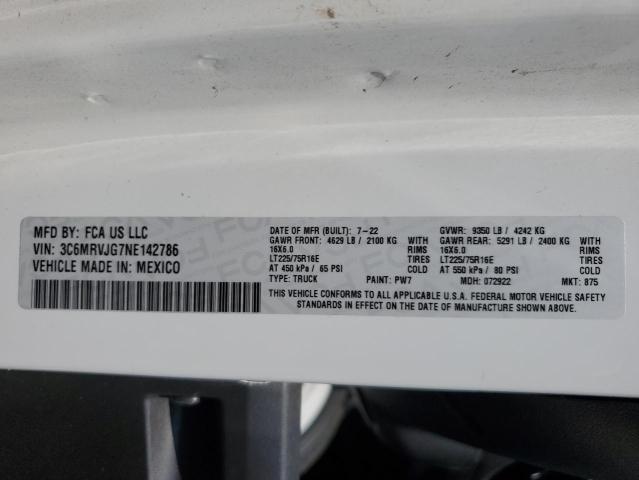 MFD BY: FCA US LLC
VIN: 3C6MRVJG7NE142786
VEHICLE MADE IN: MEXICO
DATE OF MFR (BUILT): 7-22 GVWR: 9350 LB / 4242 KG
GAWR FRONT: 4629 LB / 2100 KG WITH GAWR REAR: 5291 LB / 2400 KG WITH
16X6.0 RIMS 16X6.0 RIMS
LT225/75R16E TIRES LT225/75R16E TIRES
AT 450 kPa / 65 PSI COLD AT 550 kPa / 80 PSI COLD
TYPE: TRUCK PAINT: PW7 MDH: 072922 MKT: 875
THIS VEHICLE CONFORMS TO ALL APPLICABLE U.S.A. FEDERAL MOTOR VEHICLE SAFETY
STANDARDS IN EFFECT ON THE DATE OF MANUFACTURE SHOWN ABOVE.